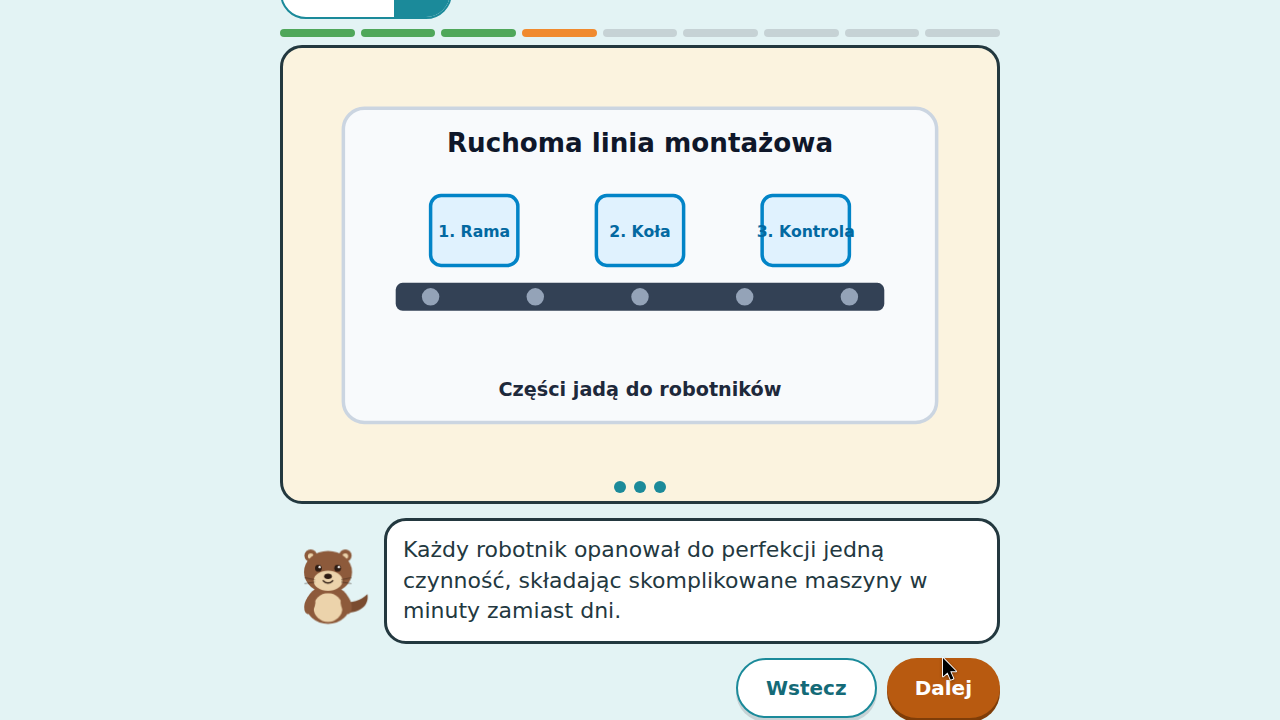 Ruchoma linia montażowa
1. Rama
2. Koła
3. Kontrola
Części jadą do robotników
Każdy robotnik opanował do perfekcji jedną
czynność, składając skomplikowane maszyny w
minuty zamiast dni.
Wstecz
Dalej